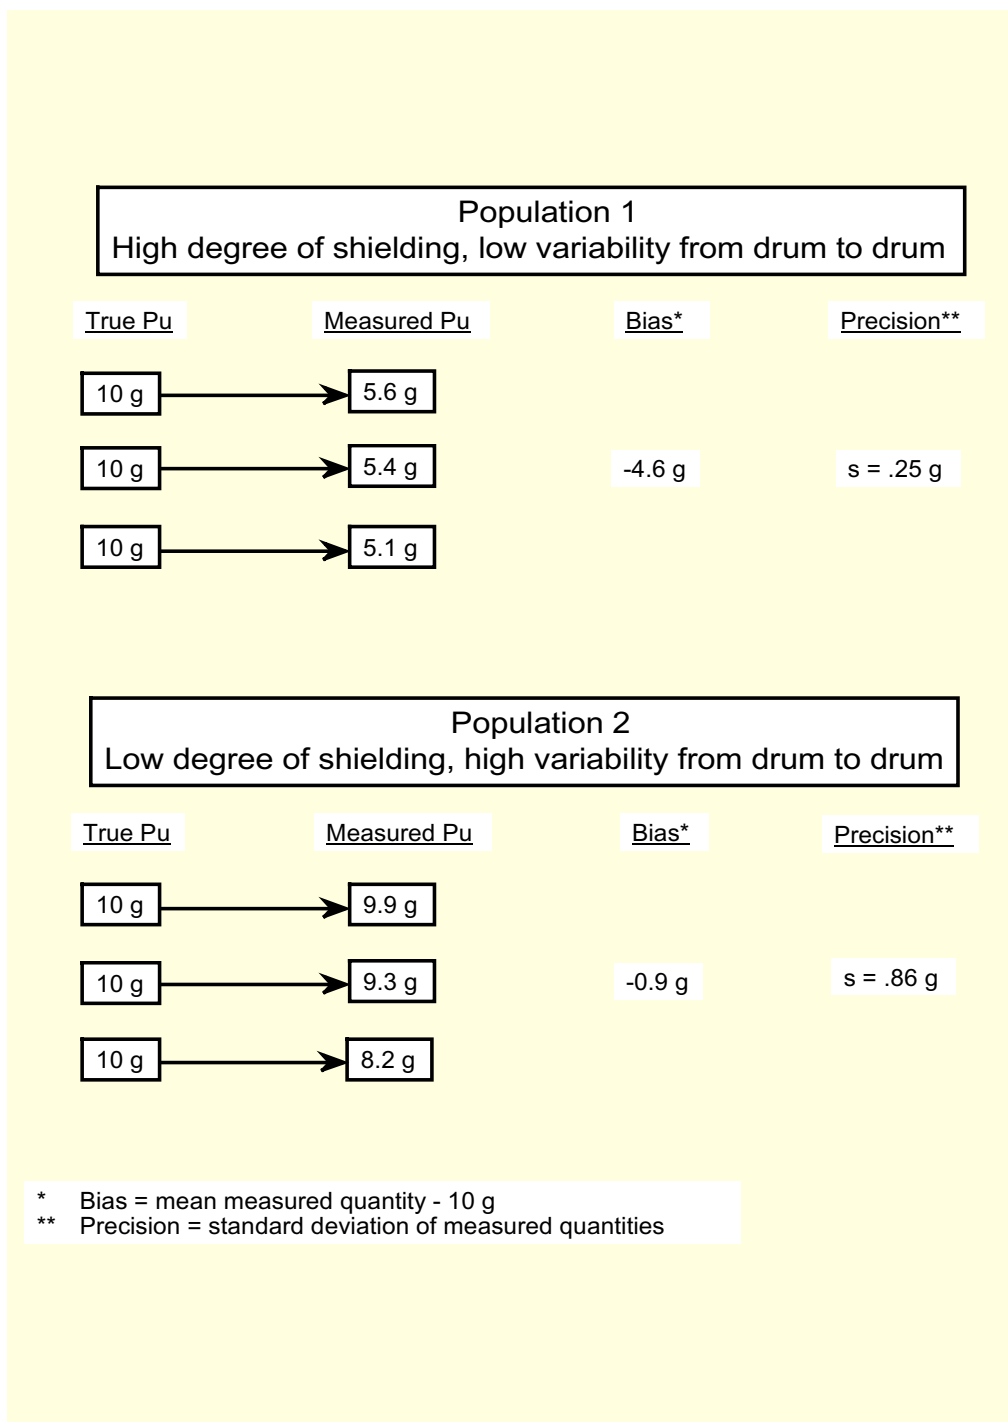 Population 1
High degree of shielding, low variability from drum to drum
True Pu Measured Pu Bias* Precision**
10 g 5.6 g
10 g 5.4 g -4.6 g s = .25 g
10 g 5.1 g
Population 2
Low degree of shielding, high variability from drum to drum
True Pu Measured Pu Bias* Precision**
10 g 9.9 g
10 g 9.3 g -0.9 g s = .86 g
10 g 8.2 g
* Bias = mean measured quantity - 10 g
** Precision = standard deviation of measured quantities